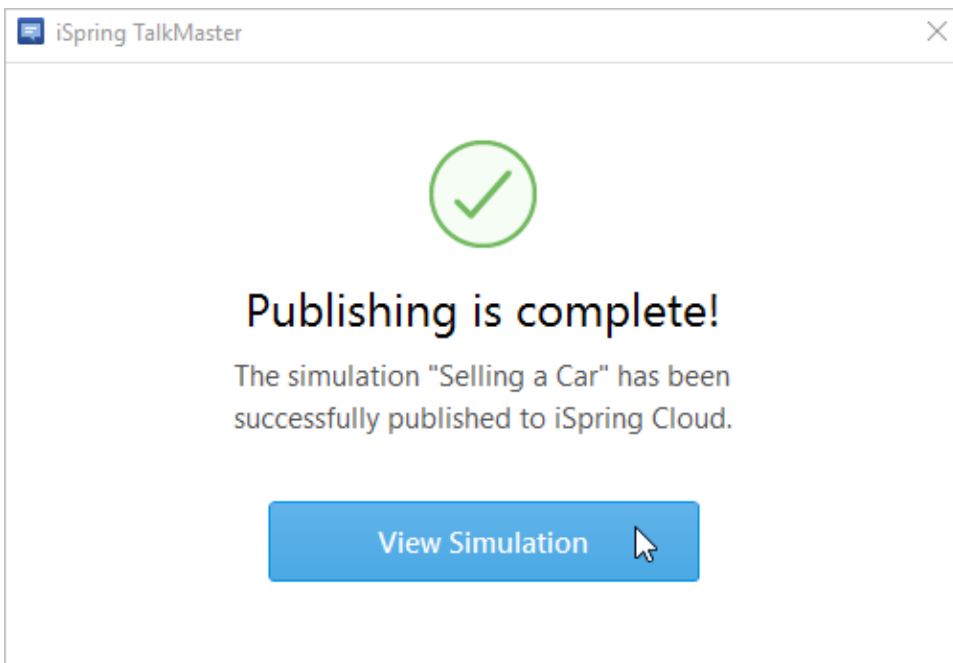 iSpring TalkMaster
Publishing is complete!
The simulation "Selling a Car" has been
successfully published to iSpring Cloud.
View Simulation